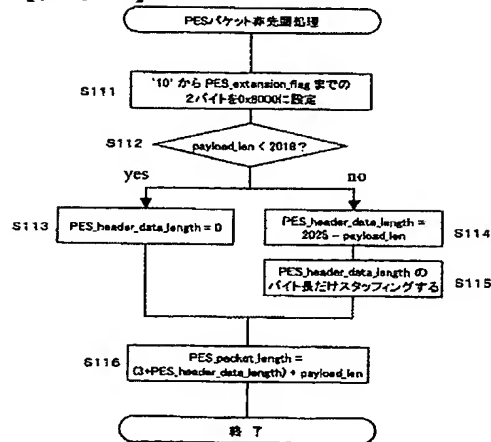 PESパケット非先頭処理
S111
'10' から PES_extension_flag までの
2バイトを0x8000に設定
S112
payload_len < 2018?
yes
no
S113
PES_header_data_length = 0
PES_header_data_length =
2025 - payload_len
S114
PES_header_data_length の
バイト長だけスタッフィングする
S115
S116
PES_packet_length =
(3+PES_header_data_length) + payload_len
終了